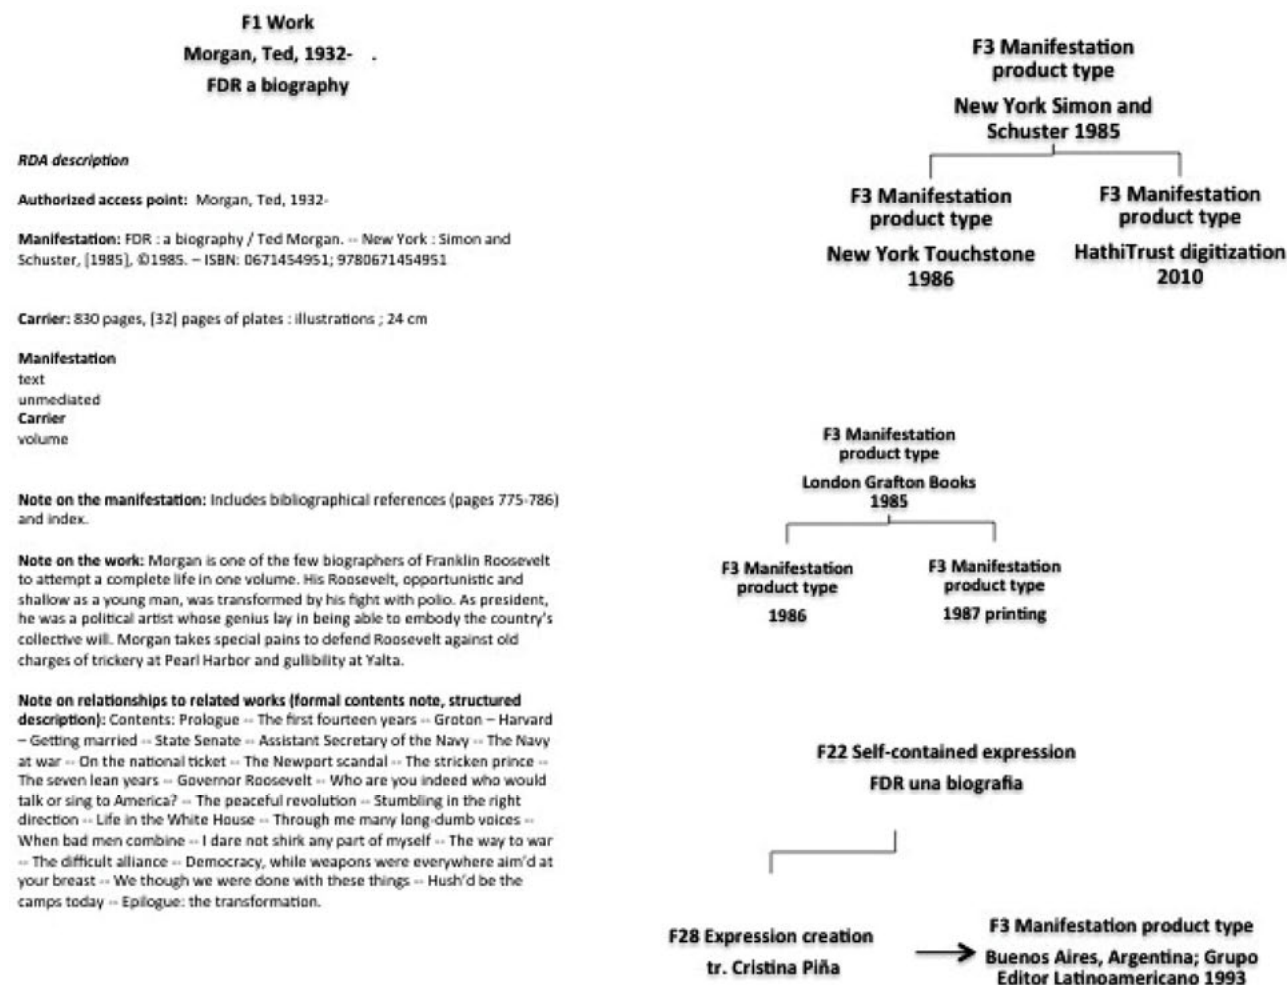 F1 Work
Morgan, Ted, 1932- .
FDR a biography
RDA description
Authorized access point: Morgan, Ted, 1932-
Manifestation: FDR : a biography / Ted Morgan. -- New York : Simon and
Schuster, [1985], ©1985. – ISBN: 0671454951; 9780671454951
Carrier: 830 pages, [32] pages of plates : illustrations ; 24 cm
Manifestation
text
unmediated
Carrier
volume
Note on the manifestation: Includes bibliographical references (pages 775-786)
and index.
Note on the work: Morgan is one of the few biographers of Franklin Roosevelt
to attempt a complete life in one volume. His Roosevelt, opportunistic and
shallow as a young man, was transformed by his fight with polio. As president,
he was a political artist whose genius lay in being able to embody the country's
collective will. Morgan takes special pains to defend Roosevelt against old
charges of trickery at Pearl Harbor and gullibility at Yalta.
Note on relationships to related works (formal contents note, structured
description): Contents: Prologue -- The first fourteen years -- Groton – Harvard
– Getting married -- State Senate -- Assistant Secretary of the Navy -- The Navy
at war -- On the national ticket -- The Newport scandal -- The stricken prince --
The seven lean years -- Governor Roosevelt -- Who are you indeed who would
talk or sing to America? -- The peaceful revolution -- Stumbling in the right
direction -- Life in the White House -- Through me many long-dumb voices --
When bad men combine -- I dare not shirk any part of myself -- The way to war
-- The difficult alliance -- Democracy, while weapons were everywhere aim'd at
your breast -- We though we were done with these things -- Hush'd be the
camps today -- Epilogue: the transformation.
F3 Manifestation
product type
New York Simon and
Schuster 1985
F3 Manifestation
product type
New York Touchstone
1986
F3 Manifestation
product type
HathiTrust digitization
2010
F3 Manifestation
product type
London Grafton Books
1985
F3 Manifestation
product type
1986
F3 Manifestation
product type
1987 printing
F22 Self-contained expression
FDR una biografia
F28 Expression creation
tr. Cristina Piña
F3 Manifestation product type
Buenos Aires, Argentina; Grupo
Editor Latinoamericano 1993